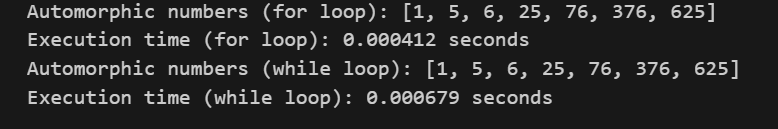 Automorphic numbers (for loop): [1, 5, 6, 25, 76, 376, 625]
Execution time (for loop): 0.000412 seconds
Automorphic numbers (while loop): [1, 5, 6, 25, 76, 376, 625]
Execution time (while loop): 0.000679 seconds